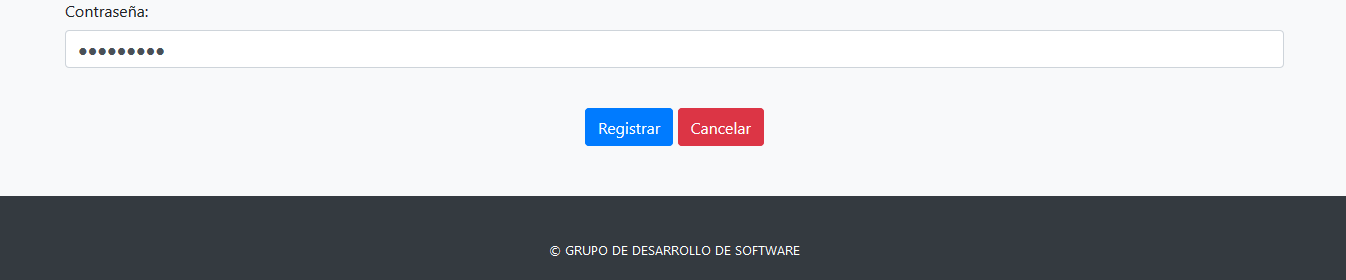 Contraseña:
●●●●●●●●●
Registrar Cancelar
© GRUPO DE DESARROLLO DE SOFTWARE